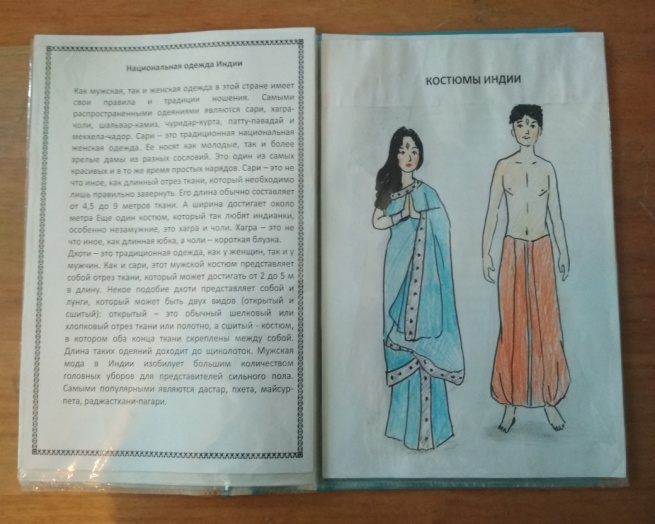 Национальная одежда Индии
Как мужская, так и женская одежда в этой стране имеет
свои правила и традиции ношения. Самыми
распространенными одеяниями являются сари, хагра-
чоли, шальвар-камиз, чуридар-курта, патту-павадай и
меккела-чадор. Сари – это традиционная национальная
женская одежда. Ее носят как молодые, так и более
зрелые дамы из разных сословий. Это один из самых
красивых и в то же время простых нарядов. Сари – это не
что иное, как длинный отрез ткани, который необходимо
лишь правильно завернуть. Его длина обычно составляет
от 4,5 до 9 метров ткани. А ширина достигает около
метра Еще один костюм, который так любят индианки,
особенно незамужние, это хагра и чоли. Хагра – это не
что иное, как длинная юбка, а чоли – короткая блузка.
Дхоти – это традиционная одежда, как у женщин, так и у
мужчин. Как и сари, этот мужской костюм представляет
собой отрез ткани, который может достигать от 2 до 5 м
в длину. Некое подобие дхоти представляет собой и
лунги, который может быть двух видов (открытый и
сшитый): открытый – это обычный шелковый или
хлопковый отрез ткани или полотно, а сшитый - костюм,
в котором оба конца ткани скреплены между собой.
Длина таких одеяний доходит до щиколоток. Мужская
мода в Индии изобилует большим количеством
головных уборов для представителей сильного пола.
Самыми популярными являются дастар, пхета, майсур-
пета, раджастхани-пагари.
КОСТЮМЫ ИНДИИ